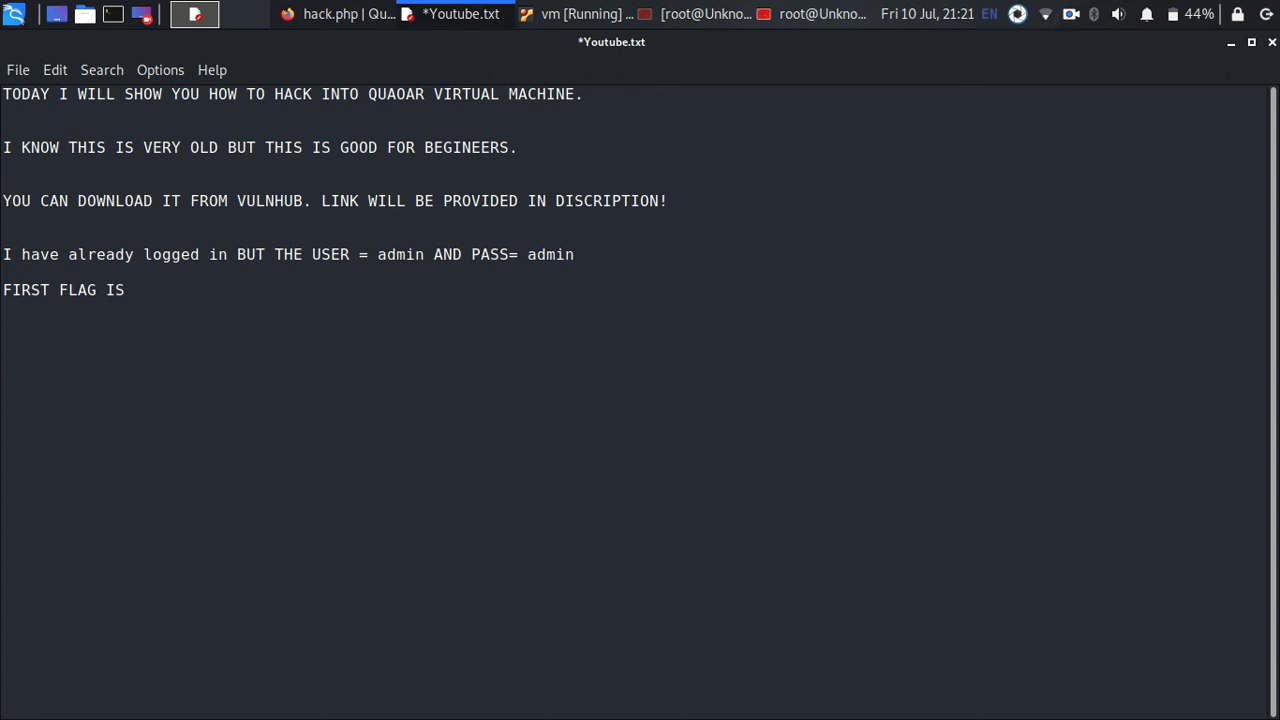 hack.php | Qu...
*Youtube.txt
vm [Running] ...
[root@Unkno...
root@Unkno...
Fri 10 Jul, 21:21
EN
44%
*Youtube.txt
File Edit Search Options Help
TODAY I WILL SHOW YOU HOW TO HACK INTO QUAOAR VIRTUAL MACHINE.
I KNOW THIS IS VERY OLD BUT THIS IS GOOD FOR BEGINEERS.
YOU CAN DOWNLOAD IT FROM VULNHUB. LINK WILL BE PROVIDED IN DISCRIPTION!
I have already logged in BUT THE USER = admin AND PASS= admin
FIRST FLAG IS